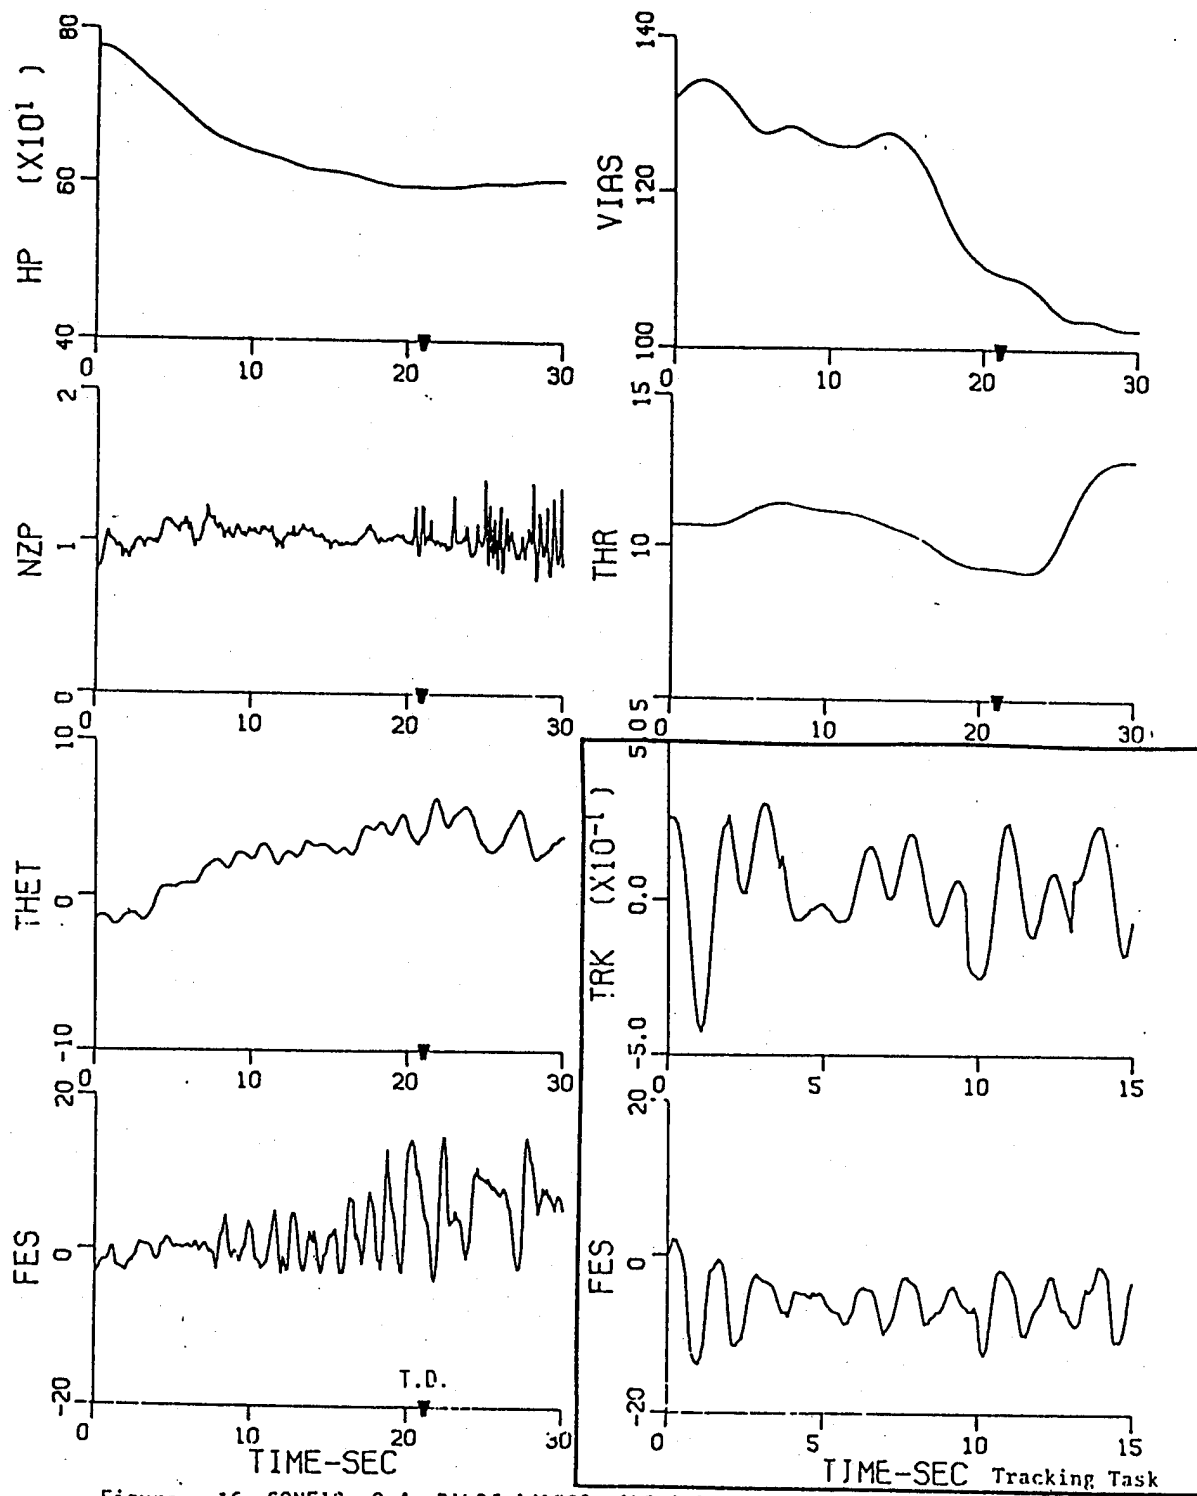 HP (X10¹)
80
60
40
0 10 20 30
VIAS
140
120
100
0 10 20 30
NZP
2
1
0
0 10 20 30
THR
15
10
5
0 10 20 30
THET
10
0
-10
0 10 20 30
TRK (X10⁻¹)
5.0
0.0
-5.0
0 5 10 15
FES
20
0
-20
T.D.
0 10 20 30
TIME-SEC
FES
20
0
-20
0 5 10 15
TIME-SEC Tracking Task
16